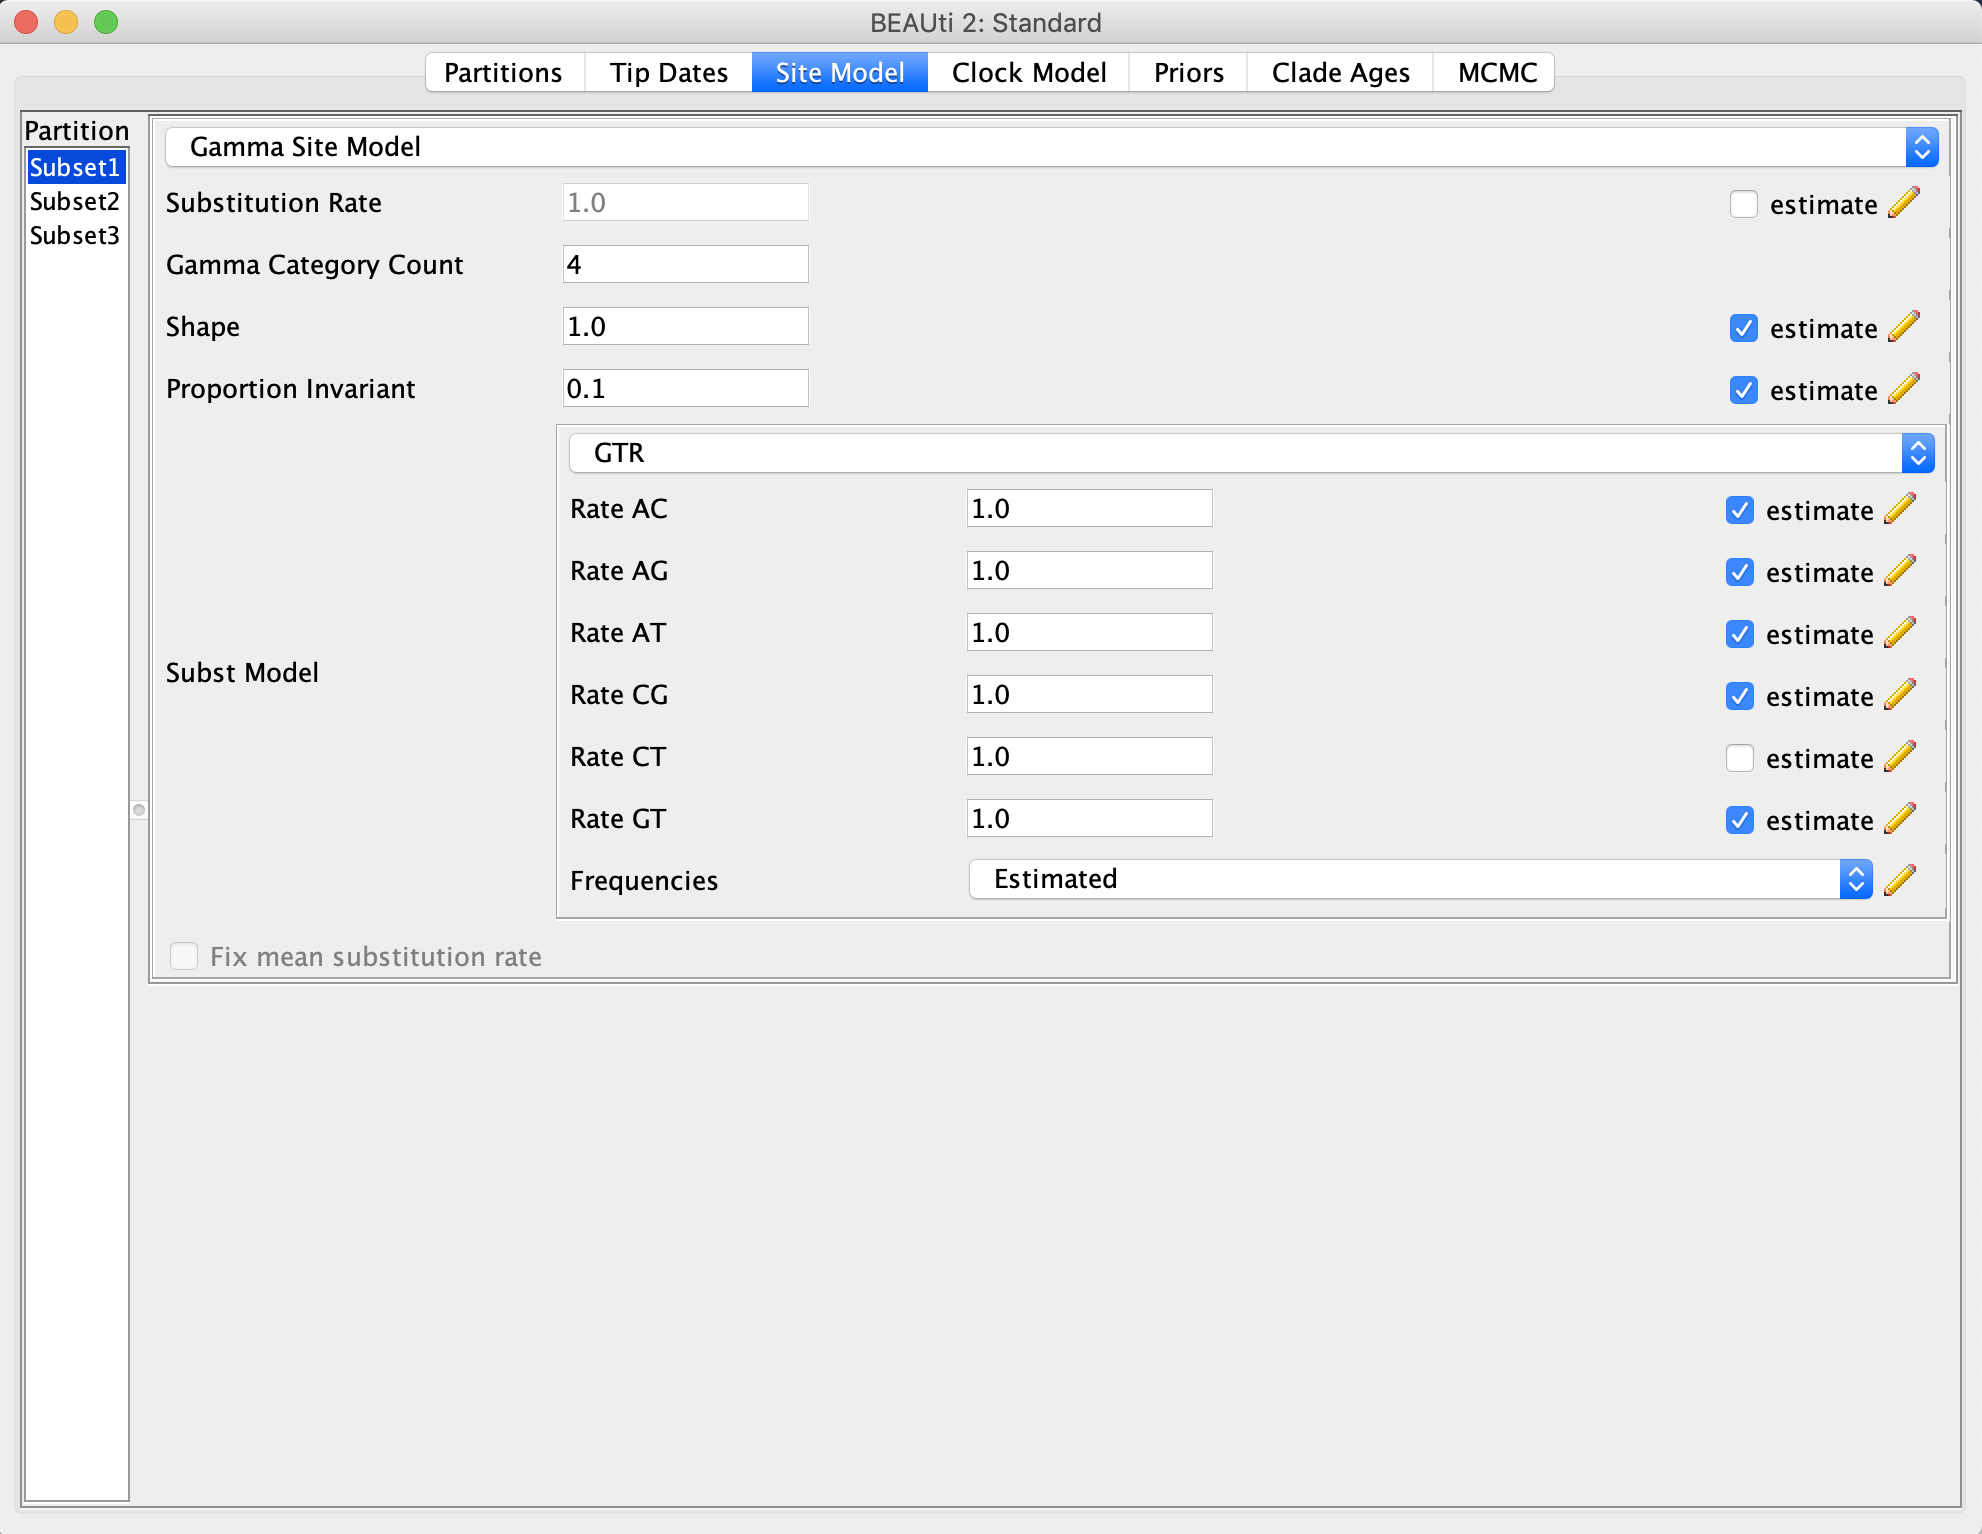 BEAUti 2: Standard
Partitions Tip Dates Site Model Clock Model Priors Clade Ages MCMC
Partition
Subset1
Subset2
Subset3
Gamma Site Model
Substitution Rate 1.0 estimate
Gamma Category Count 4
Shape 1.0 estimate
Proportion Invariant 0.1 estimate
Subst Model
GTR
Rate AC 1.0 estimate
Rate AG 1.0 estimate
Rate AT 1.0 estimate
Rate CG 1.0 estimate
Rate CT 1.0 estimate
Rate GT 1.0 estimate
Frequencies Estimated
Fix mean substitution rate